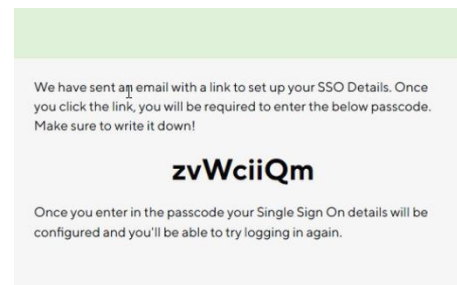 We have sent an email with a link to set up your SSO Details. Once
you click the link, you will be required to enter the below passcode.
Make sure to write it down!
zvWciiQm
Once you enter in the passcode your Single Sign On details will be
configured and you'll be able to try logging in again.